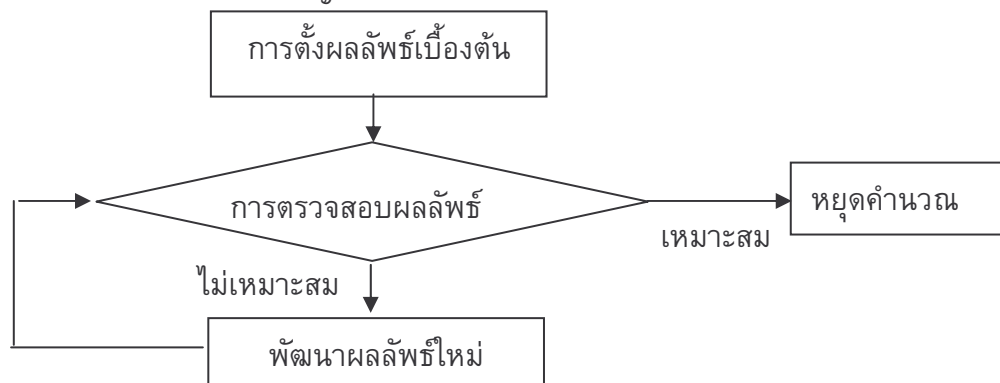 การตั้งผลลัพธ์เบื้องต้น
การตรวจสอบผลลัพธ์
หยุดคำนวณ
เหมาะสม
ไม่เหมาะสม
พัฒนาผลลัพธ์ใหม่